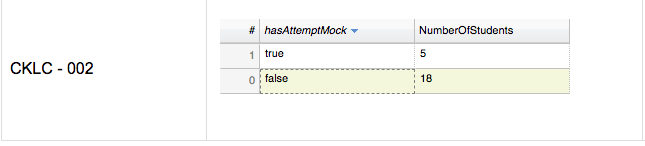 # hasAttemptMock NumberOfStudents
1 true 5
CKLC - 002
0 false 18